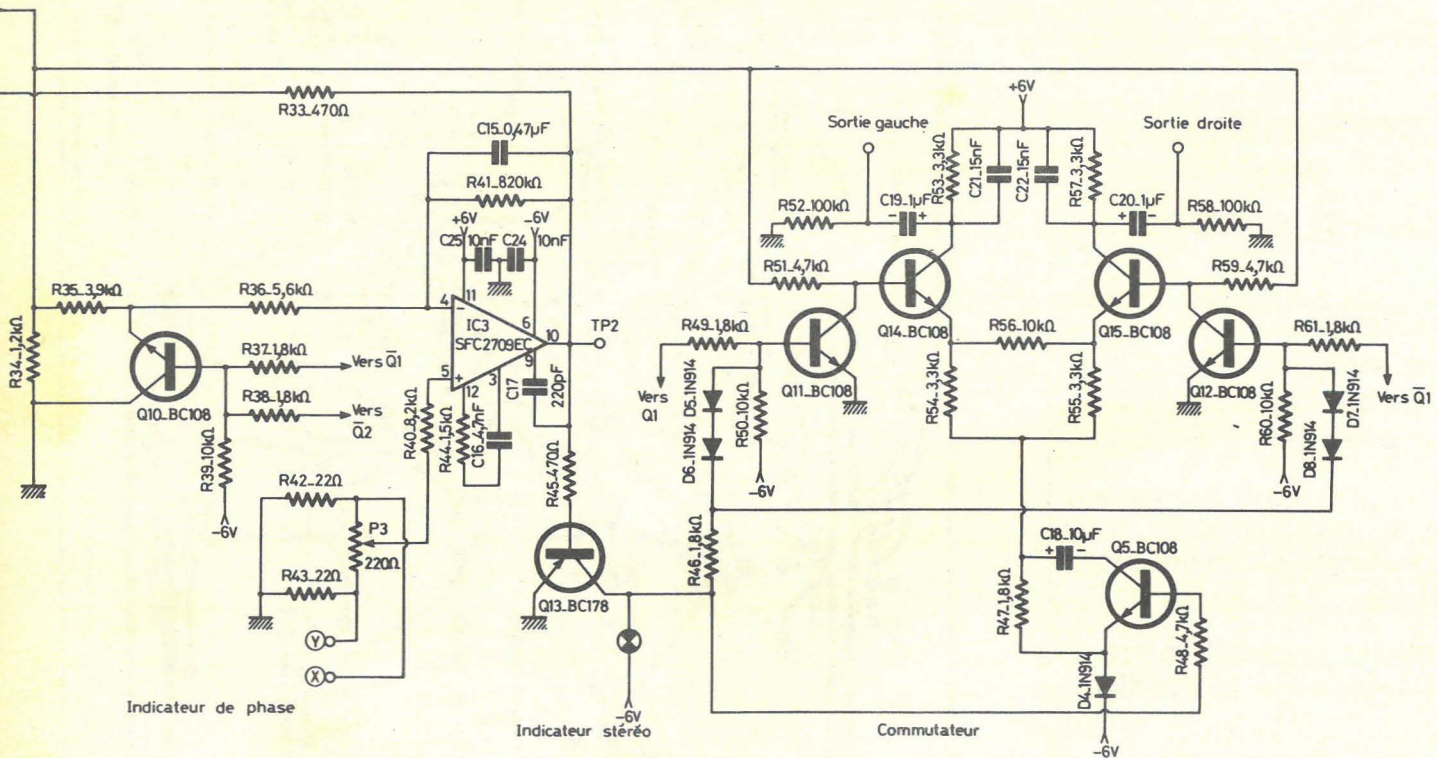 R33_470Ω
+6V
Sortie gauche
Sortie droite
C15_0,47µF
R41_820kΩ
+6V
-6V
C25
10nF
C24
10nF
R53_3,3kΩ
C21_15nF
C22_15nF
R57_3,3kΩ
R52_100kΩ
C19_1µF
- +
C20_1µF
+ -
R58_100kΩ
R51_4,7kΩ
R59_4,7kΩ
R35_3,9kΩ
R36_5,6kΩ
4
-
11
IC3
SFC2709EC
6
10
TP2
9
5
+
12
3
C17
220pF
Q14_BC108
R56_10kΩ
Q15_BC108
R49_1,8kΩ
R61_1,8kΩ
R34_1,2kΩ
R37_1,8kΩ
Vers Q̅1
R38_1,8kΩ
Vers
Q̅2
Q10_BC108
R39_10kΩ
-6V
R40_8,2kΩ
R44_1,5kΩ
C16_4,7nF
R45_470Ω
Vers
Q1
D5_1N914
D6_1N914
R50_10kΩ
-6V
Q11_BC108
R54_3,3kΩ
R55_3,3kΩ
Q12_BC108
R60_10kΩ
-6V
D7_1N914
D8_1N914
Vers Q̅1
R42_22Ω
P3
220Ω
R43_22Ω
Y
X
Indicateur de phase
Q13_BC178
R46_1,8kΩ
-6V
Indicateur stéréo
C18_10µF
+ -
Q5_BC108
R47_1,8kΩ
R48_4,7kΩ
D4_1N914
-6V
Commutateur